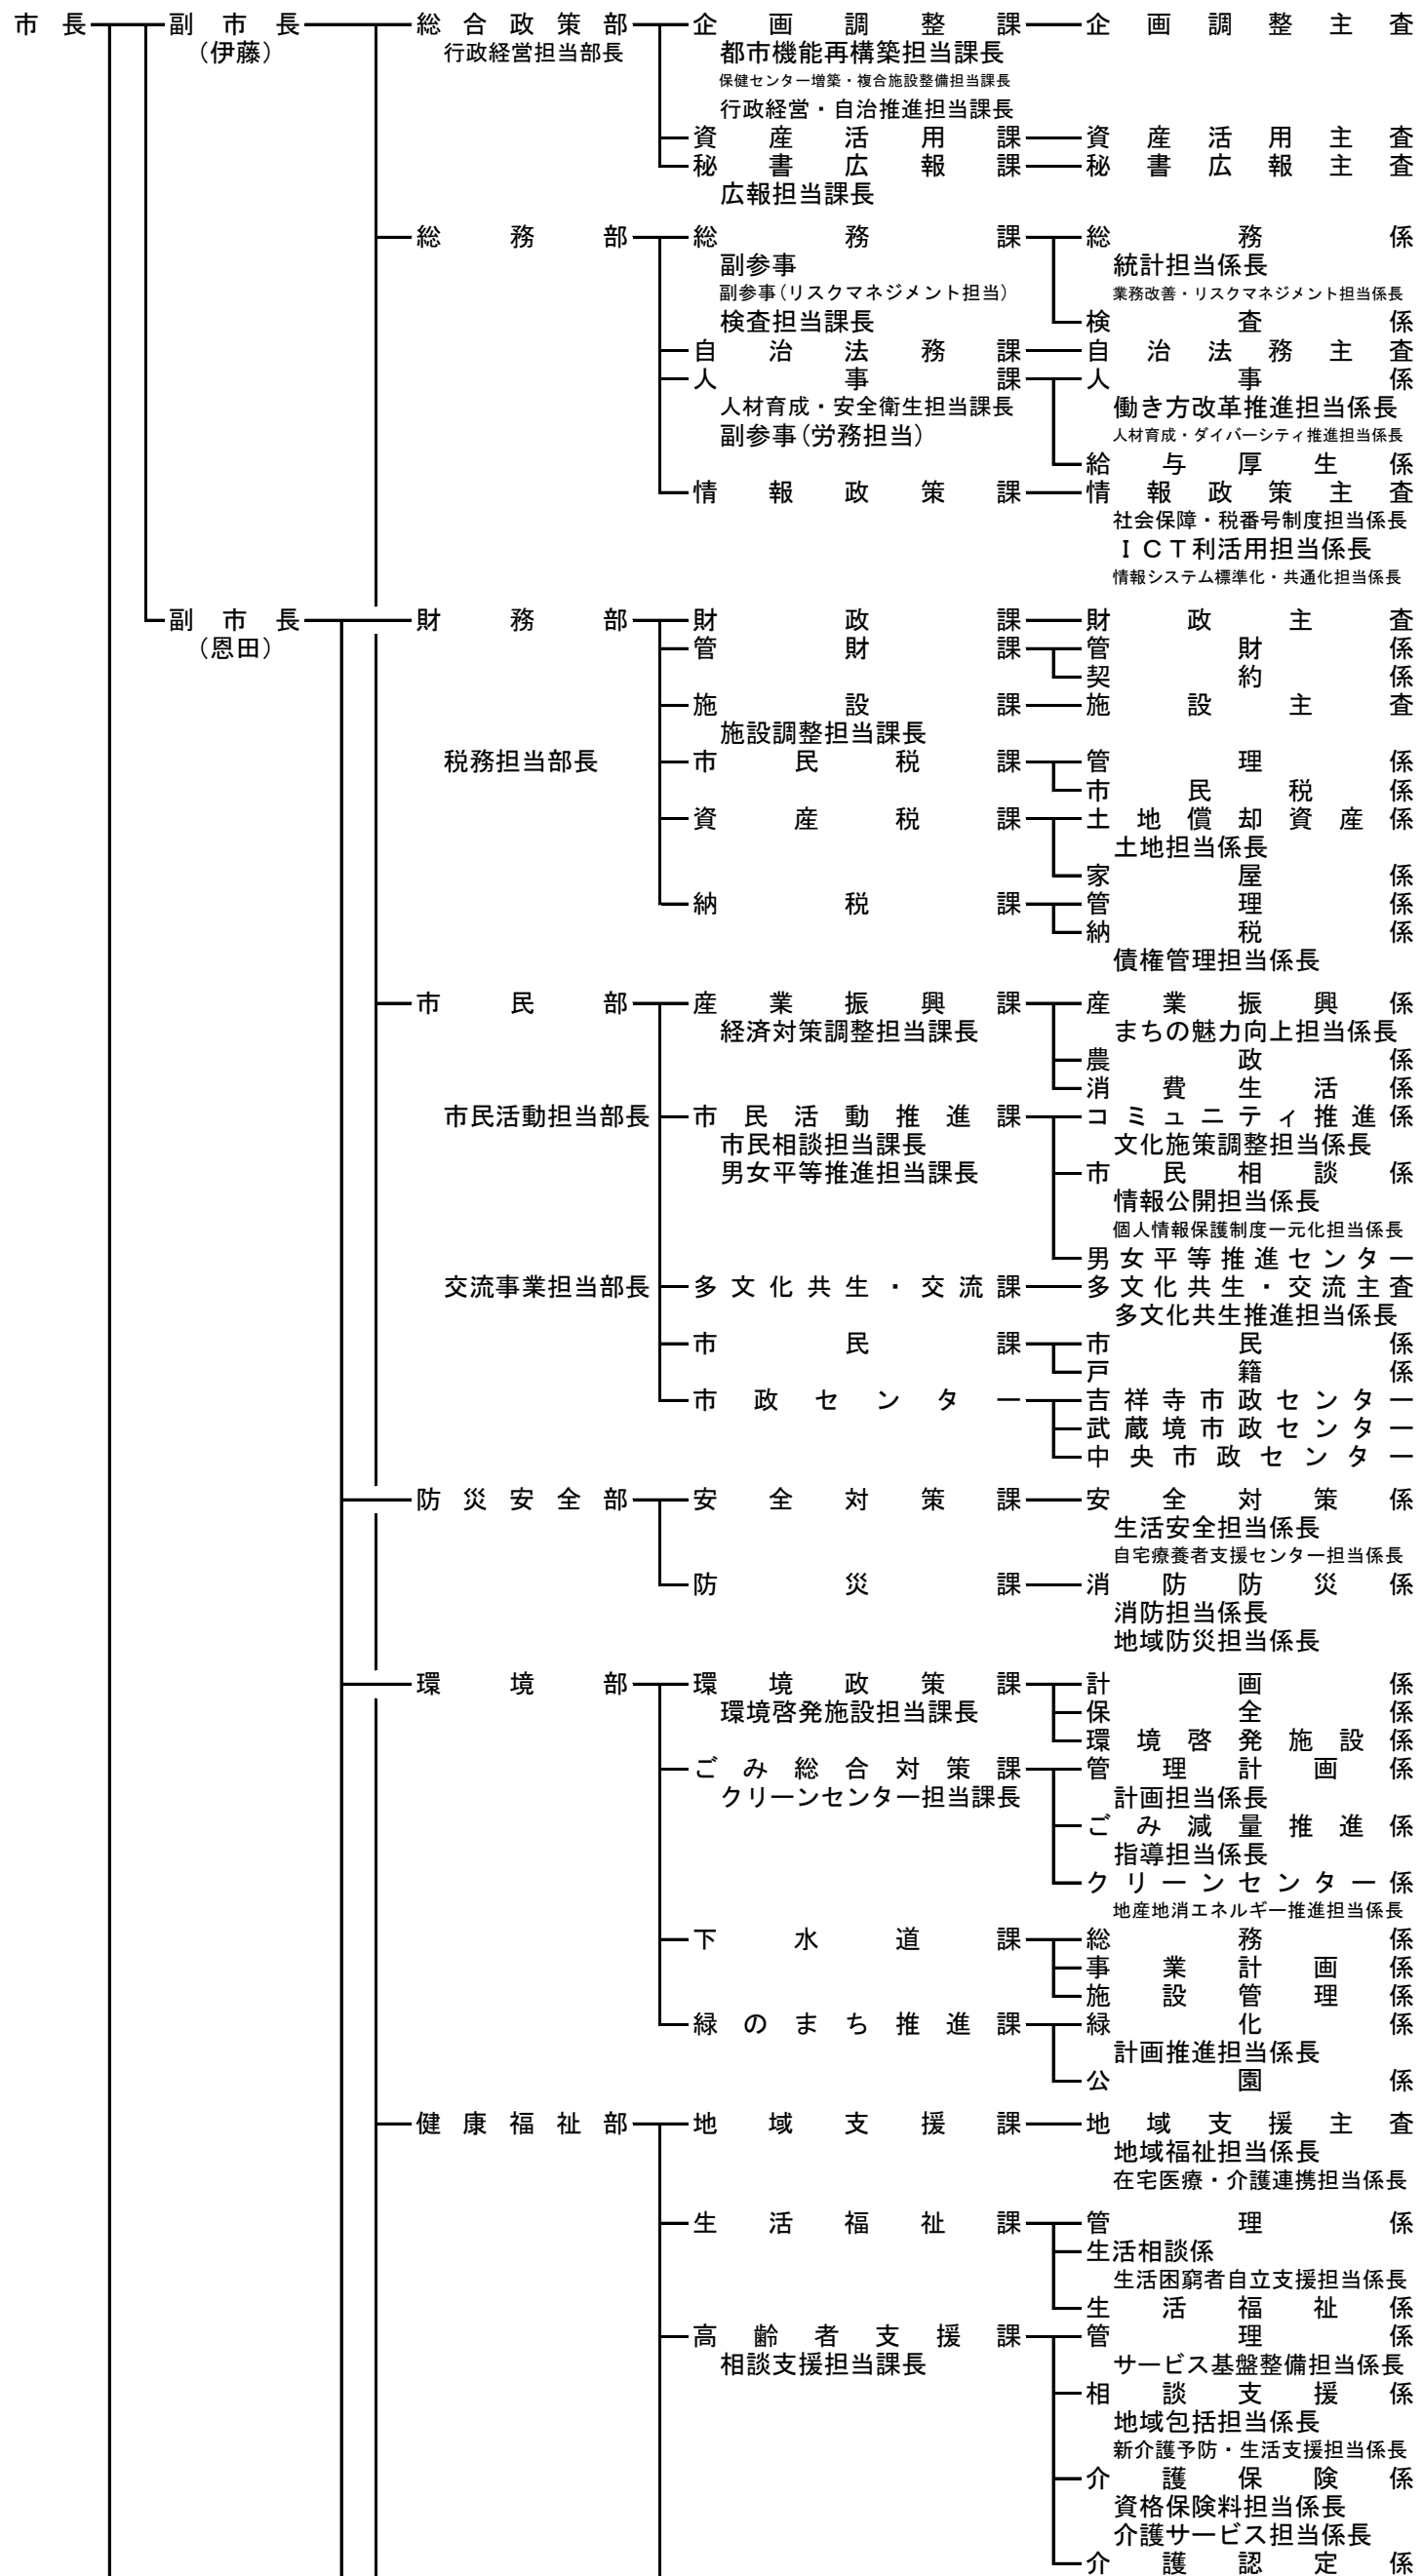 市長 副市長 総合政策部 企画調整課 企画調整主査
（伊藤） 行政経営担当部長 都市機能再構築担当課長
保健センター増築・複合施設整備担当課長
行政経営・自治推進担当課長
資産活用課 資産活用主査
秘書広報課 秘書広報主査
広報担当課長
総務部 総務課 総務係
副参事 統計担当係長
副参事（リスクマネジメント担当） 業務改善・リスクマネジメント担当係長
検査担当課長 検査係
自治法務課 自治法務主査
人事課 人事係
人材育成・安全衛生担当課長 働き方改革推進担当係長
副参事（労務担当） 人材育成・ダイバーシティ推進担当係長
給与厚生係
情報政策課 情報政策主査
社会保障・税番号制度担当係長
ＩＣＴ利活用担当係長
情報システム標準化・共通化担当係長
副市長 財務部 財政課 財政主査
（恩田） 管財課 管財係
契約係
施設課 施設主査
施設調整担当課長
税務担当部長 市民税課 管理係
市民税係
資産税課 土地償却資産係
土地担当係長
家屋係
納税課 管理係
納税係
債権管理担当係長
市民部 産業振興課 産業振興係
経済対策調整担当課長 まちの魅力向上担当係長
農政係
消費生活係
市民活動担当部長 市民活動推進課 コミュニティ推進係
市民相談担当課長 文化施策調整担当係長
男女平等推進担当課長 市民相談係
情報公開担当係長
個人情報保護制度一元化担当係長
男女平等推進センター
交流事業担当部長 多文化共生・交流課 多文化共生・交流主査
多文化共生推進担当係長
市民課 市民係
戸籍係
市政センター 吉祥寺市政センター
武蔵境市政センター
中央市政センター
防災安全部 安全対策課 安全対策係
生活安全担当係長
自宅療養者支援センター担当係長
防災課 消防防災係
消防担当係長
地域防災担当係長
環境部 環境政策課 計画係
環境啓発施設担当課長 保全係
環境啓発施設係
ごみ総合対策課 管理計画係
クリーンセンター担当課長 計画担当係長
ごみ減量推進係
指導担当係長
クリーンセンター係
地産地消エネルギー推進担当係長
下水道課 総務係
事業計画係
施設管理係
緑のまち推進課 緑化係
計画推進担当係長
公園係
健康福祉部 地域支援課 地域支援主査
地域福祉担当係長
在宅医療・介護連携担当係長
生活福祉課 管理係
生活相談係
生活困窮者自立支援担当係長
生活福祉係
高齢者支援課 管理係
相談支援担当課長 サービス基盤整備担当係長
相談支援係
地域包括担当係長
新介護予防・生活支援担当係長
介護保険係
資格保険料担当係長
介護サービス担当係長
介護認定係